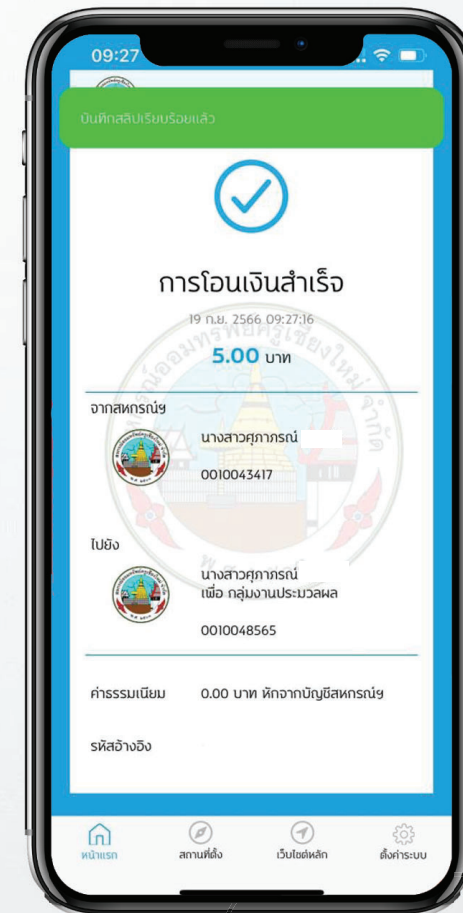 09:27
บันทึกสลิปเรียบร้อยแล้ว
การโอนเงินสำเร็จ
19 ก.ย. 2566 09:27:16
5.00 บาท
จากสหกรณ์ฯ
นางสาวศุภาภรณ์
0010043417
ไปยัง
นางสาวศุภาภรณ์
เพื่อ กลุ่มงานประมวลผล
0010048565
ค่าธรรมเนียม 0.00 บาท หักจากบัญชีสหกรณ์ฯ
รหัสอ้างอิง
หน้าแรก สถานที่ตั้ง เว็บไซต์หลัก ตั้งค่าระบบ